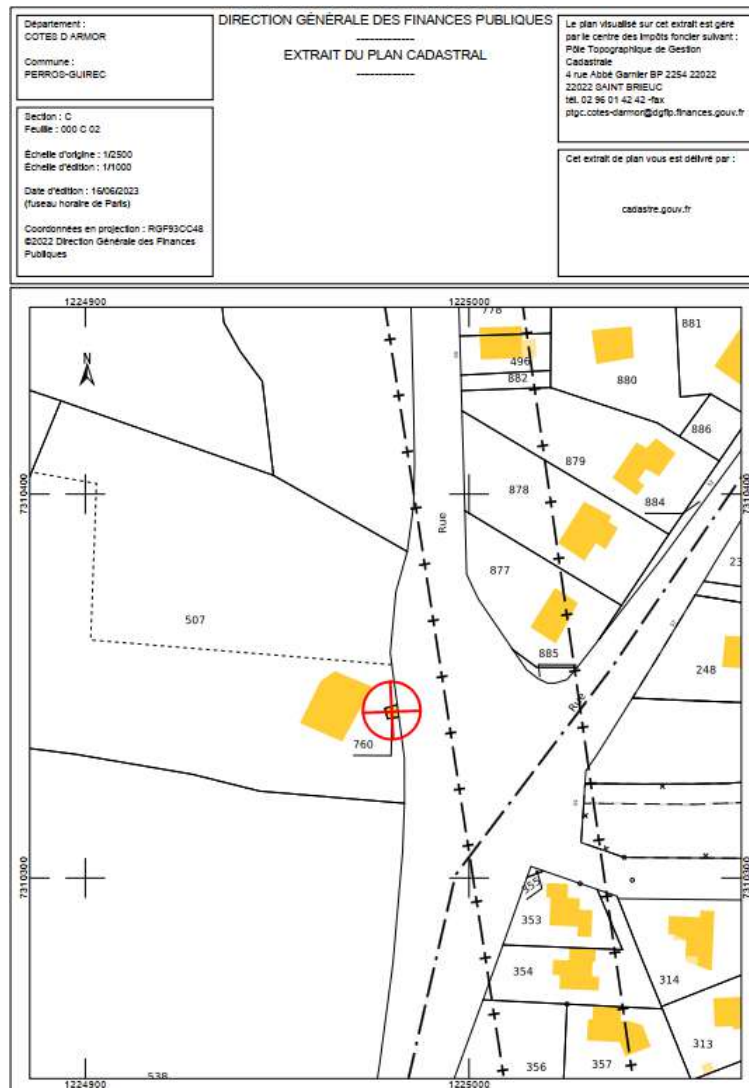 Département :
COTES D ARMOR
Commune :
PERROS-GUIREC
Section : C
Feuille : 000 C 02
Échelle d'origine : 1/2500
Échelle d'édition : 1/1000
Date d'édition : 16/06/2023
(fuseau horaire de Paris)
Coordonnées en projection : RGF93CC48
©2022 Direction Générale des Finances
Publiques
DIRECTION GÉNÉRALE DES FINANCES PUBLIQUES
-------------
EXTRAIT DU PLAN CADASTRAL
-------------
Le plan visualisé sur cet extrait est géré
par le centre des impôts foncier suivant :
Pôle Topographique de Gestion
Cadastrale
4 rue Abbé Garnier BP 2254 22022
22022 SAINT BRIEUC
tél. 02 96 01 42 42 -fax
ptgc.cotes-darmor@dgfip.finances.gouv.fr
Cet extrait de plan vous est délivré par :
cadastre.gouv.fr
1224900
1225000
778
881
N
496
882
880
886
879
878
884
7310400
7310400
Rue
877
23
507
885
248
Rue
760
7310300
7310300
355
353
354
314
313
356
357
538
1224900
1225000